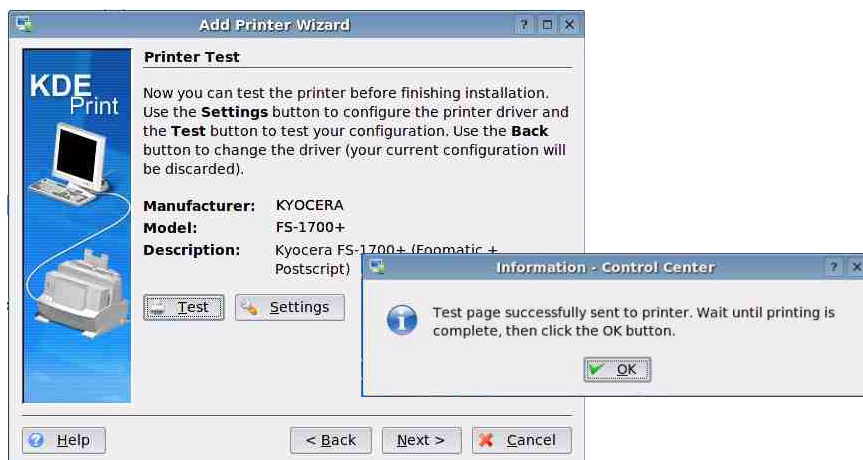 Add Printer Wizard
KDE
Print
Printer Test
Now you can test the printer before finishing installation.
Use the Settings button to configure the printer driver and
the Test button to test your configuration. Use the Back
button to change the driver (your current configuration will
be discarded).
Manufacturer: KYOCERA
Model: FS-1700+
Description: Kyocera FS-1700+ (Foomatic +
Postscript)
Test Settings
Information - Control Center
Test page successfully sent to printer. Wait until printing is
complete, then click the OK button.
OK
Help < Back Next > Cancel